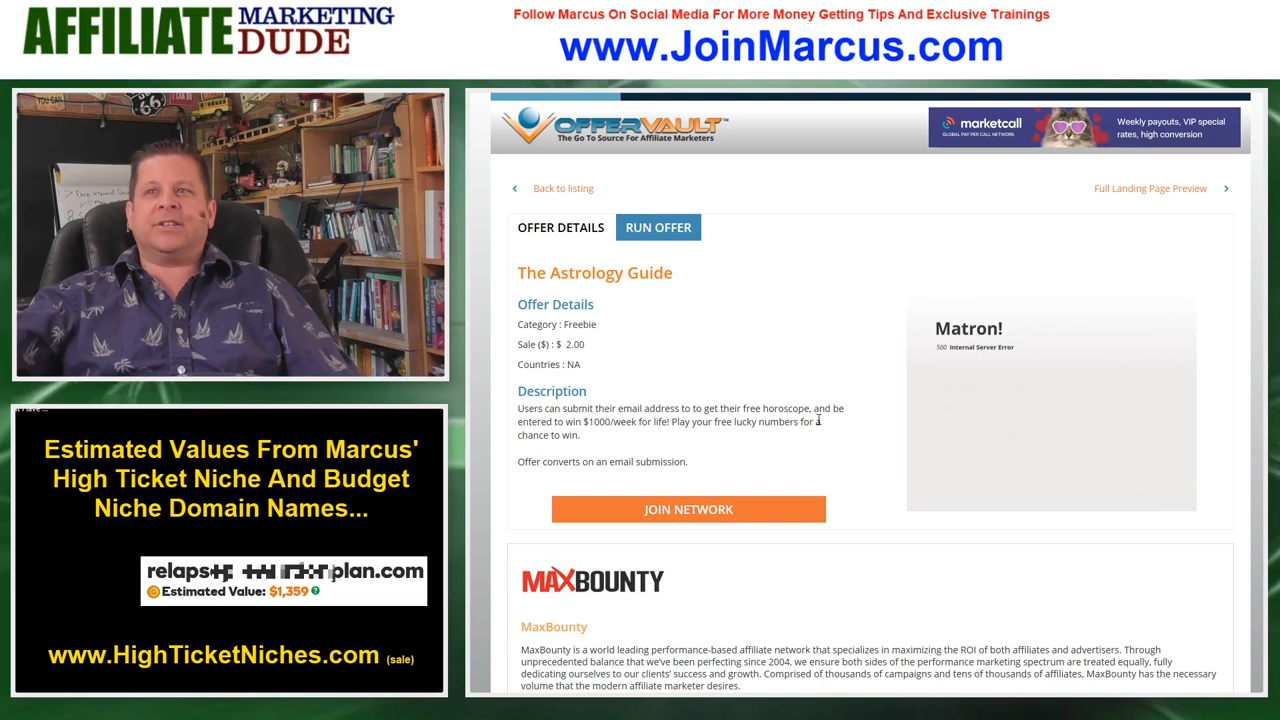 AFFILIATE MARKETING DUDE
Follow Marcus On Social Media For More Money Getting Tips And Exclusive Trainings
www.JoinMarcus.com
YOU CAN
66
Estimated Values From Marcus'
High Ticket Niche And Budget
Niche Domain Names...
plan.com
Estimated Value: $1,359 ?
www.HighTicketNiches.com (sale)
OFFERVAULT™
The Go To Source For Affiliate Marketers
marketcall
GLOBAL PAY PER CALL NETWORK
Weekly payouts, VIP special
rates, high conversion
Back to listing
Full Landing Page Preview
OFFER DETAILS
RUN OFFER
The Astrology Guide
Offer Details
Category : Freebie
Sale ($) : $ 2.00
Countries : NA
Description
Users can submit their email address to to get their free horoscope, and be
entered to win $1000/week for life! Play your free lucky numbers for a
chance to win.
Offer converts on an email submission.
JOIN NETWORK
Matron!
500 Internal Server Error
MAXBOUNTY
MaxBounty
MaxBounty is a world leading performance-based affiliate network that specializes in maximizing the ROI of both affiliates and advertisers. Through
unprecedented balance that we've been perfecting since 2004, we ensure both sides of the performance marketing spectrum are treated equally, fully
dedicating ourselves to our clients' success and growth. Comprised of thousands of campaigns and tens of thousands of affiliates, MaxBounty has the necessary
volume that the modern affiliate marketer desires.